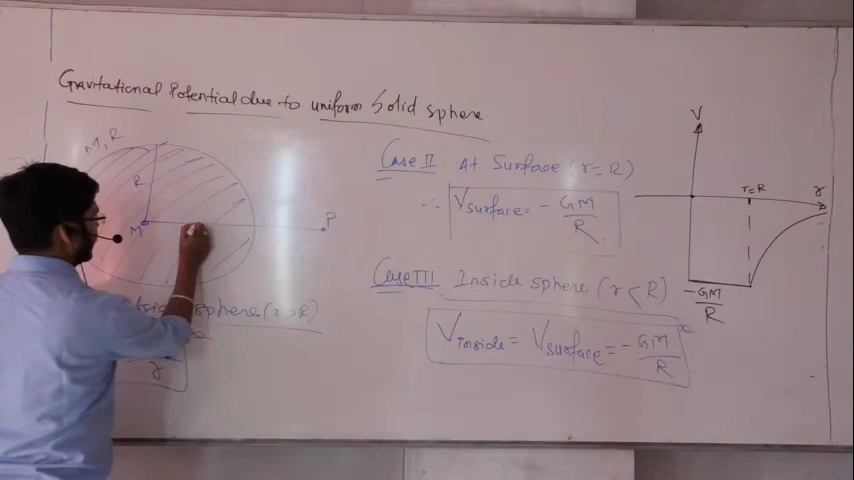 Gravitational Potential due to uniform Solid sphere.
M, R
R
M
P.
sphere (r>R)
r
Case II. At Surface (r=R)
∴ Vsurface = - GM/R
Case III Inside sphere (r<R)
Vinside = Vsurface = - GM/R
V
r=R
r
-GM/R